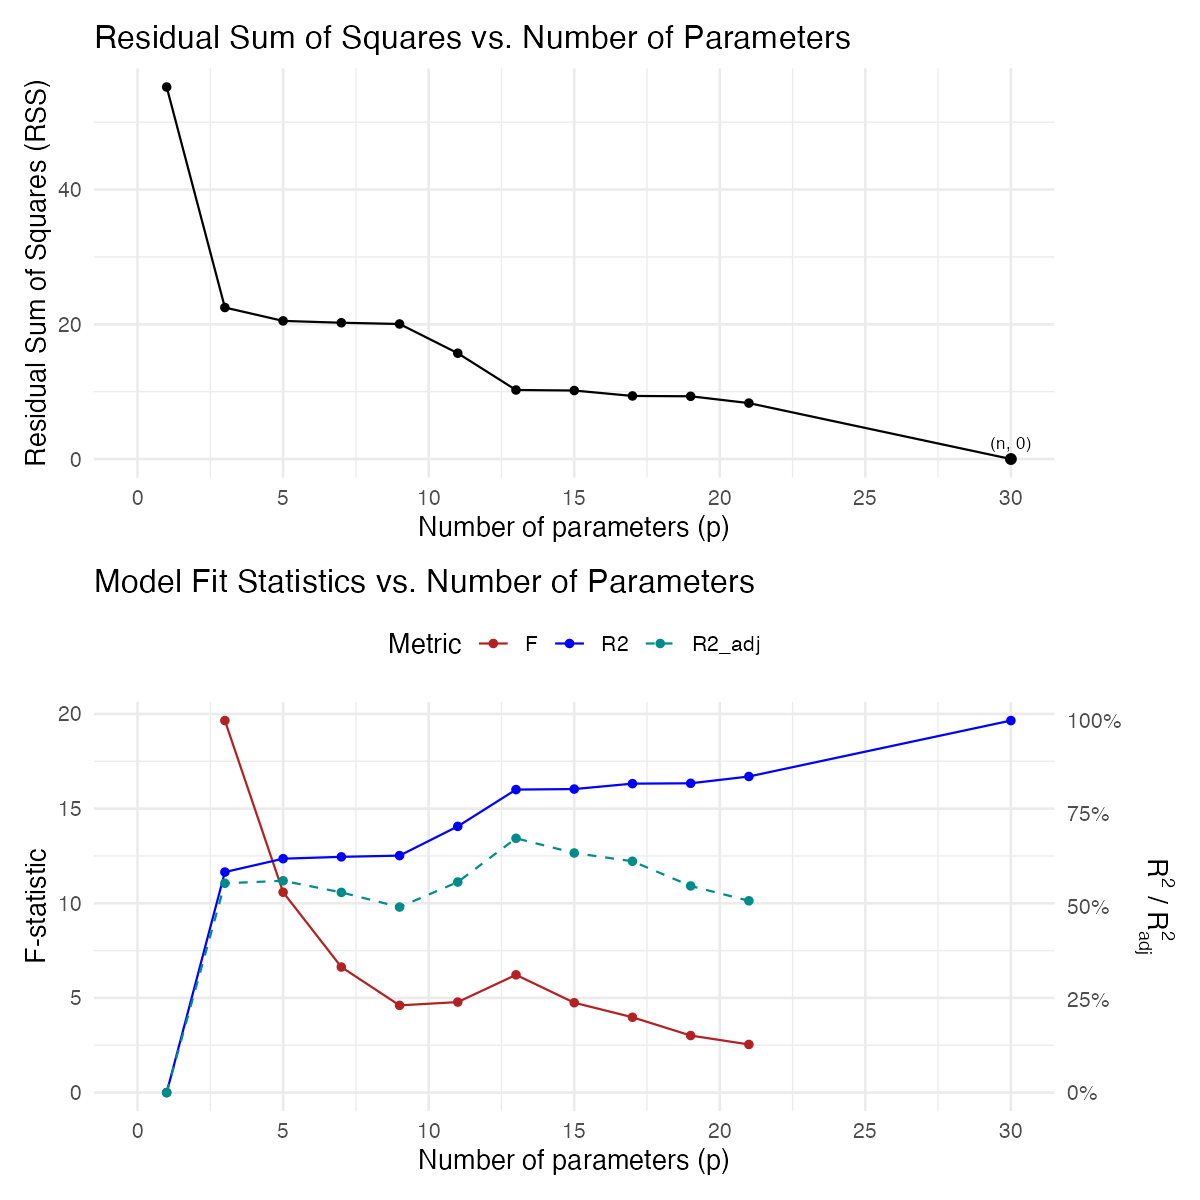 Residual Sum of Squares vs. Number of Parameters
Residual Sum of Squares (RSS)
40
20
0
(n, 0)
0 5 10 15 20 25 30
Number of parameters (p)
Model Fit Statistics vs. Number of Parameters
Metric F R2 R2_adj
F-statistic
20
15
10
5
0
100%
75%
50%
25%
0%
R² / R²adj
0 5 10 15 20 25 30
Number of parameters (p)